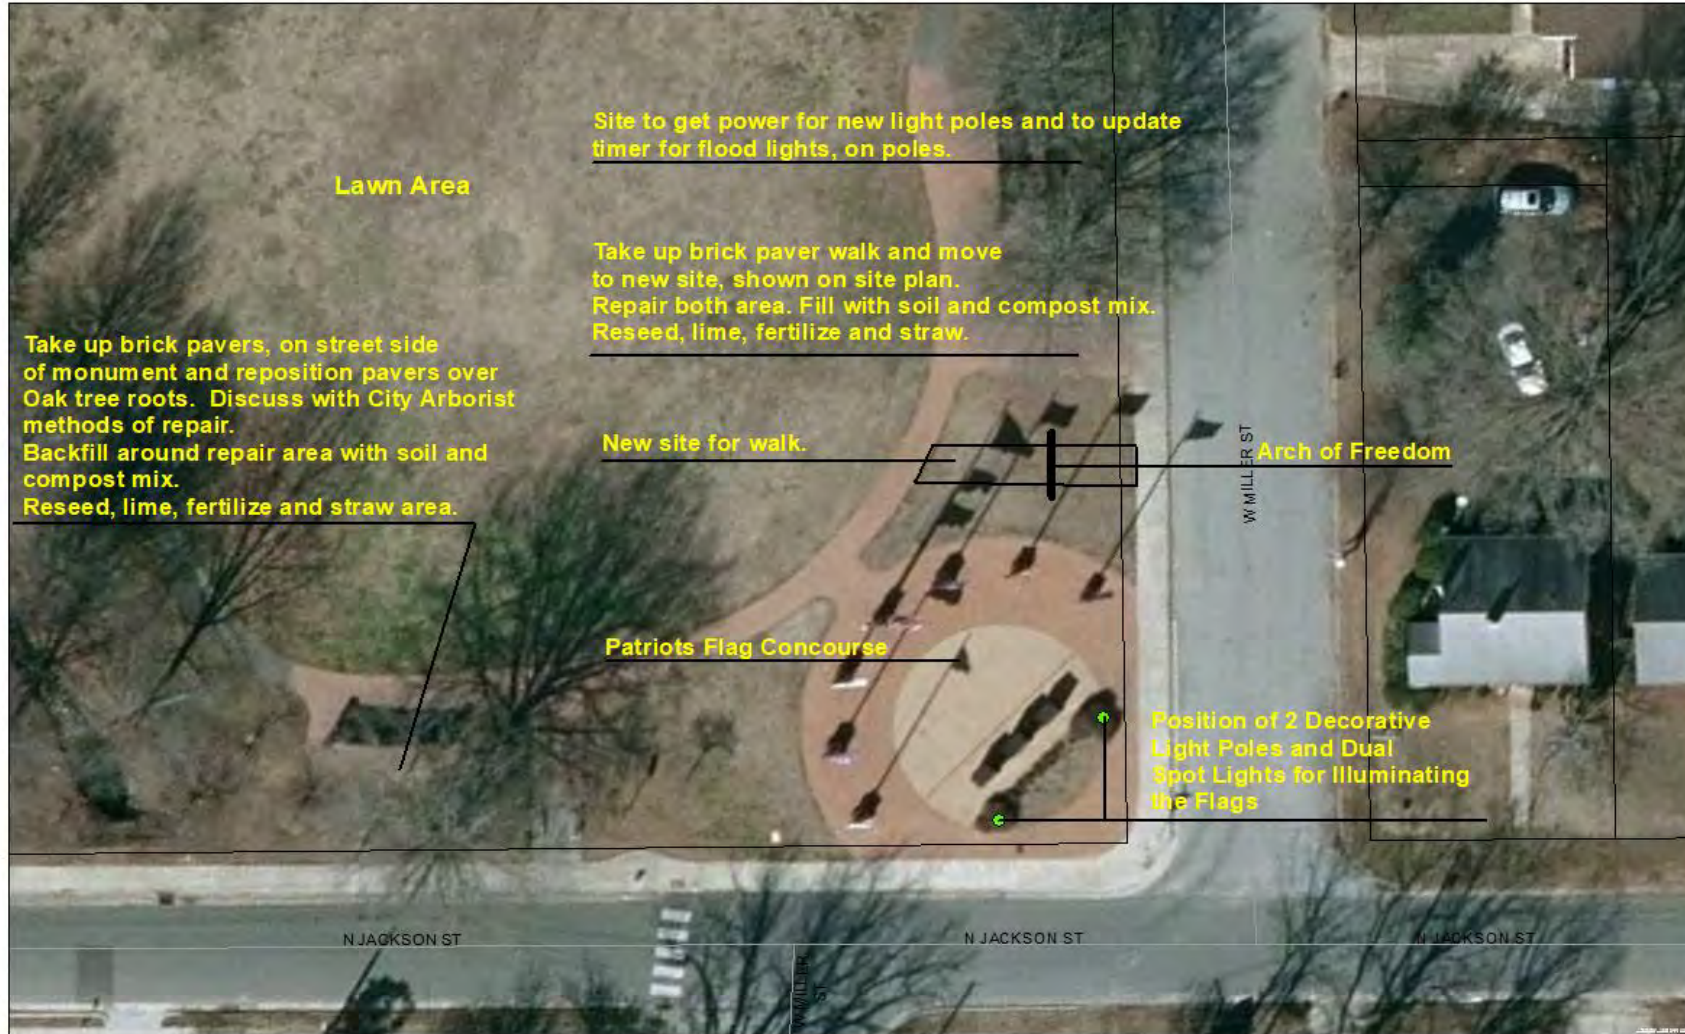 Site to get power for new light poles and to update
timer for flood lights, on poles.
Lawn Area
Take up brick paver walk and move
to new site, shown on site plan.
Repair both area. Fill with soil and compost mix.
Reseed, lime, fertilize and straw.
Take up brick pavers, on street side
of monument and reposition pavers over
Oak tree roots.  Discuss with City Arborist
methods of repair.
Backfill around repair area with soil and
compost mix.
Reseed, lime, fertilize and straw area.
New site for walk.
Arch of Freedom
W MILLER ST
Patriots Flag Concourse
Position of 2 Decorative
Light Poles and Dual
Spot Lights for Illuminating
the Flags
N JACKSON ST
N JACKSON ST
N JACKSON ST
W MILLER
ST